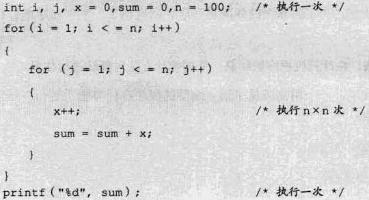 int i, j, x = 0,sum = 0,n = 100; /* 执行一次 */
for(i = 1; i < = n; i++)
{
for (j = 1; j < = n; j++)
{
x++; /* 执行n×n次 */
sum = sum + x;
}
}
printf("%d", sum); /* 执行一次 */